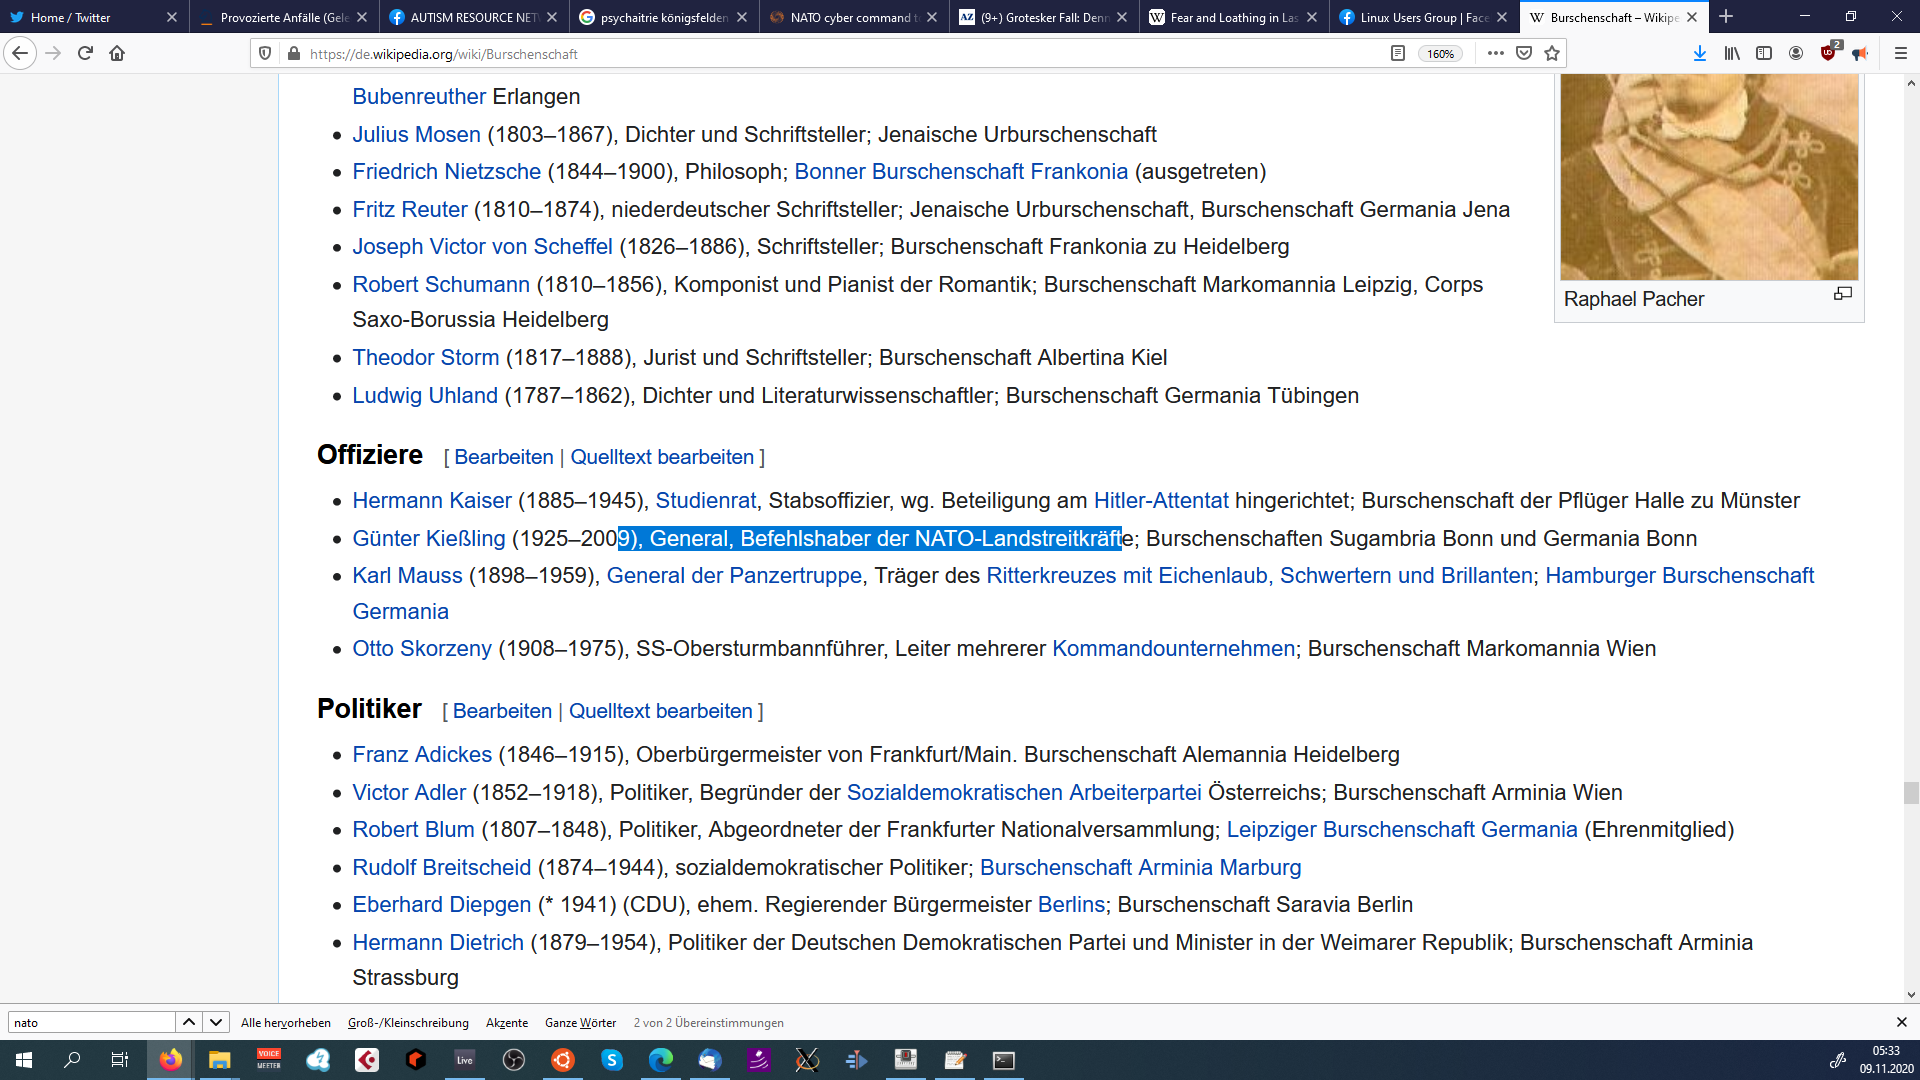 Home / Twitter
Provozierte Anfälle (Gele
AUTISM RESOURCE NET
psychaitrie königsfelden
NATO cyber command t
(9+) Grotesker Fall: Denn
Fear and Loathing in Las
Linux Users Group | Face
Burschenschaft – Wikipe
https://de.wikipedia.org/wiki/Burschenschaft
160%
2
Bubenreuther Erlangen
Julius Mosen (1803–1867), Dichter und Schriftsteller; Jenaische Urburschenschaft
Friedrich Nietzsche (1844–1900), Philosoph; Bonner Burschenschaft Frankonia (ausgetreten)
Fritz Reuter (1810–1874), niederdeutscher Schriftsteller; Jenaische Urburschenschaft, Burschenschaft Germania Jena
Joseph Victor von Scheffel (1826–1886), Schriftsteller; Burschenschaft Frankonia zu Heidelberg
Robert Schumann (1810–1856), Komponist und Pianist der Romantik; Burschenschaft Markomannia Leipzig, Corps
Saxo-Borussia Heidelberg
Theodor Storm (1817–1888), Jurist und Schriftsteller; Burschenschaft Albertina Kiel
Ludwig Uhland (1787–1862), Dichter und Literaturwissenschaftler; Burschenschaft Germania Tübingen
Raphael Pacher
Offiziere [ Bearbeiten | Quelltext bearbeiten ]
Hermann Kaiser (1885–1945), Studienrat, Stabsoffizier, wg. Beteiligung am Hitler-Attentat hingerichtet; Burschenschaft der Pflüger Halle zu Münster
Günter Kießling (1925–2009), General, Befehlshaber der NATO-Landstreitkräfte; Burschenschaften Sugambria Bonn und Germania Bonn
Karl Mauss (1898–1959), General der Panzertruppe, Träger des Ritterkreuzes mit Eichenlaub, Schwertern und Brillanten; Hamburger Burschenschaft
Germania
Otto Skorzeny (1908–1975), SS-Obersturmbannführer, Leiter mehrerer Kommandounternehmen; Burschenschaft Markomannia Wien
Politiker [ Bearbeiten | Quelltext bearbeiten ]
Franz Adickes (1846–1915), Oberbürgermeister von Frankfurt/Main. Burschenschaft Alemannia Heidelberg
Victor Adler (1852–1918), Politiker, Begründer der Sozialdemokratischen Arbeiterpartei Österreichs; Burschenschaft Arminia Wien
Robert Blum (1807–1848), Politiker, Abgeordneter der Frankfurter Nationalversammlung; Leipziger Burschenschaft Germania (Ehrenmitglied)
Rudolf Breitscheid (1874–1944), sozialdemokratischer Politiker; Burschenschaft Arminia Marburg
Eberhard Diepgen (* 1941) (CDU), ehem. Regierender Bürgermeister Berlins; Burschenschaft Saravia Berlin
Hermann Dietrich (1879–1954), Politiker der Deutschen Demokratischen Partei und Minister in der Weimarer Republik; Burschenschaft Arminia
Strassburg
nato
Alle hervorheben
Groß-/Kleinschreibung
Akzente
Ganze Wörter
2 von 2 Übereinstimmungen
VOICE
MEETER
Live
05:33
09.11.2020